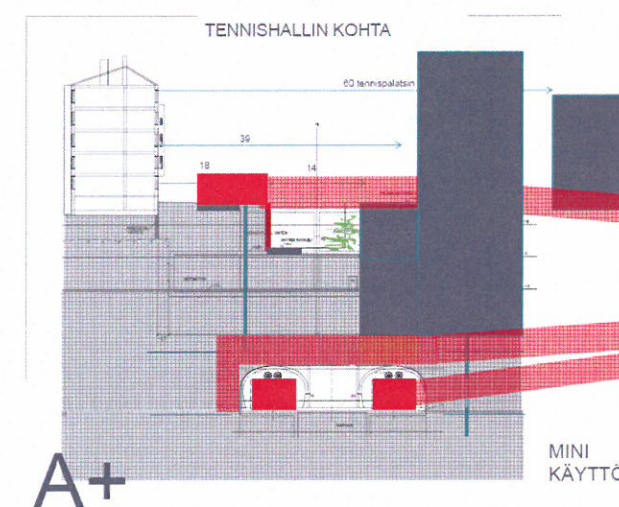 TENNISHALLIN KOHTA
60 tennispalatsin
39
18
14
A+
MINI
KÄYTTÖ